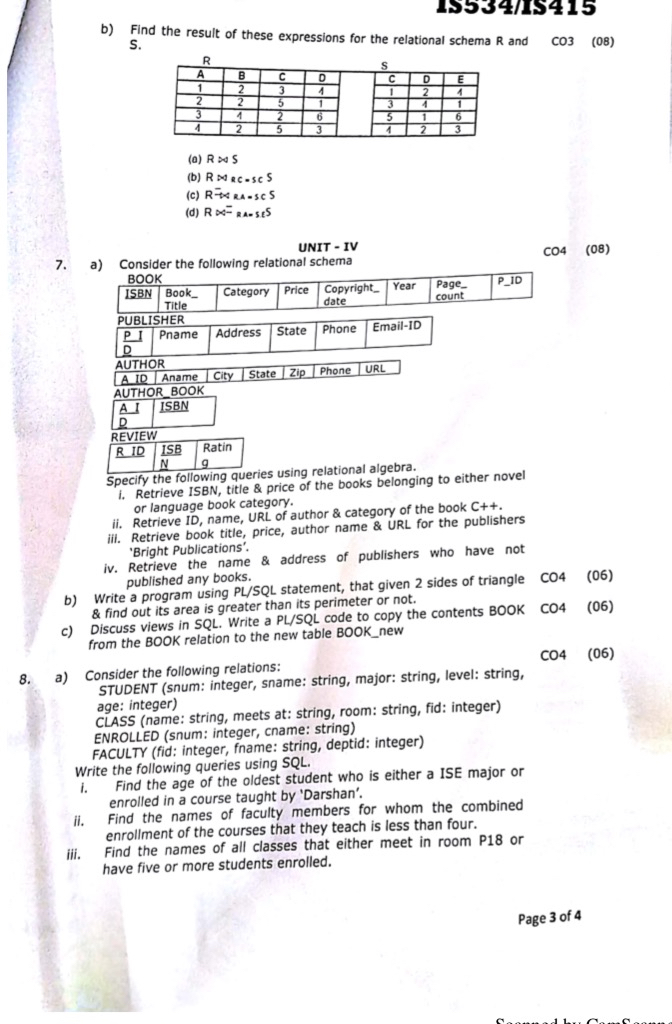 IS534/IS415
b) Find the result of these expressions for the relational schema R and S. CO3 (08)
R S
A B C D C D E
1 2 3 4 1 2 4
2 2 5 1 3 4 1
3 4 2 6 5 1 6
4 2 5 3 4 2 3
(a) R ⋈ S
(b) R ⋈ RC=SC S
(c) R ⟕ RA=SC S
(d) R ⟖ RA=SE S
UNIT - IV
7. a) Consider the following relational schema CO4 (08)
BOOK
ISBN Book_ Title Category Price Copyright_ date Year Page_ count P_ID
PUBLISHER
P_I D Pname Address State Phone Email-ID
AUTHOR
A_ID Aname City State Zip Phone URL
AUTHOR_BOOK
A_I D ISBN
REVIEW
R_ID ISB N Ratin g
Specify the following queries using relational algebra.
i. Retrieve ISBN, title & price of the books belonging to either novel
or language book category.
ii. Retrieve ID, name, URL of author & category of the book C++.
iii. Retrieve book title, price, author name & URL for the publishers
'Bright Publications'.
iv. Retrieve the name & address of publishers who have not
published any books.
b) Write a program using PL/SQL statement, that given 2 sides of triangle CO4 (06)
& find out its area is greater than its perimeter or not.
c) Discuss views in SQL. Write a PL/SQL code to copy the contents BOOK CO4 (06)
from the BOOK relation to the new table BOOK_new
8. a) Consider the following relations: CO4 (06)
STUDENT (snum: integer, sname: string, major: string, level: string,
age: integer)
CLASS (name: string, meets at: string, room: string, fid: integer)
ENROLLED (snum: integer, cname: string)
FACULTY (fid: integer, fname: string, deptid: integer)
Write the following queries using SQL.
i. Find the age of the oldest student who is either a ISE major or
enrolled in a course taught by 'Darshan'.
ii. Find the names of faculty members for whom the combined
enrollment of the courses that they teach is less than four.
iii. Find the names of all classes that either meet in room P18 or
have five or more students enrolled.
Page 3 of 4